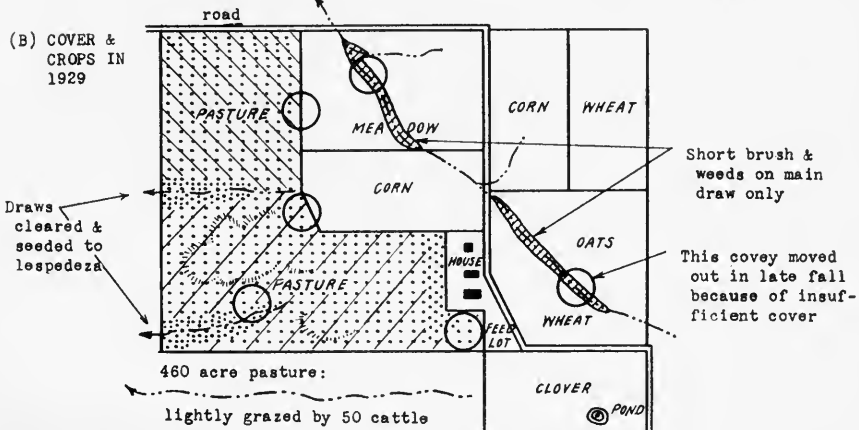 road
(B) COVER &
CROPS IN
1929
PASTURE
MEADOW
CORN
WHEAT
CORN
Short brush &
weeds on main
draw only
Draws
cleared &
seeded to
lespedeza
OATS
HOUSE
PASTURE
This covey moved
out in late fall
because of insuf-
ficient cover
WHEAT
FEED
LOT
460 acre pasture:
lightly grazed by 50 cattle
CLOVER
POND